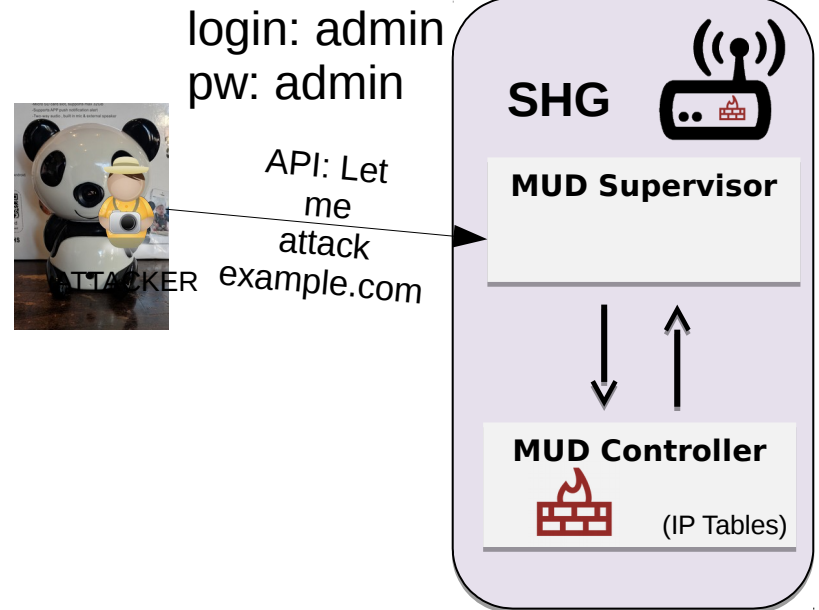 login: admin
pw: admin
SHG
API: Let
me
attack
example.com
MUD Supervisor
ATTACKER
MUD Controller
(IP Tables)